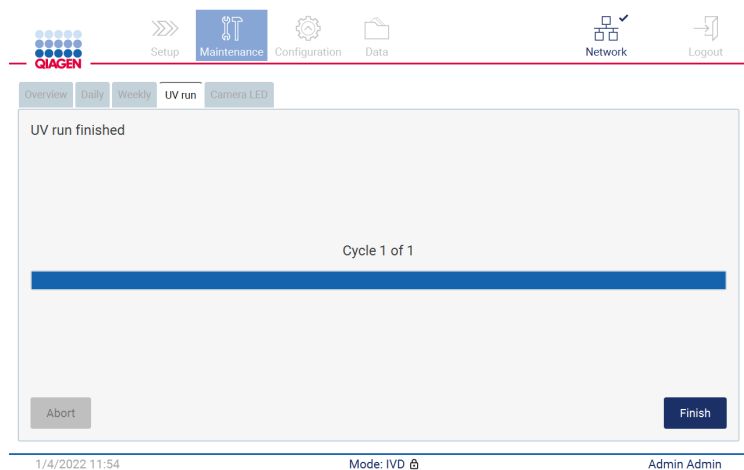 QIAGEN
Setup
Maintenance
Configuration
Data
Network
Logout
Overview
Daily
Weekly
UV run
Camera LED
UV run finished
Cycle 1 of 1
Abort
Finish
1/4/2022 11:54
Mode: IVD
Admin Admin